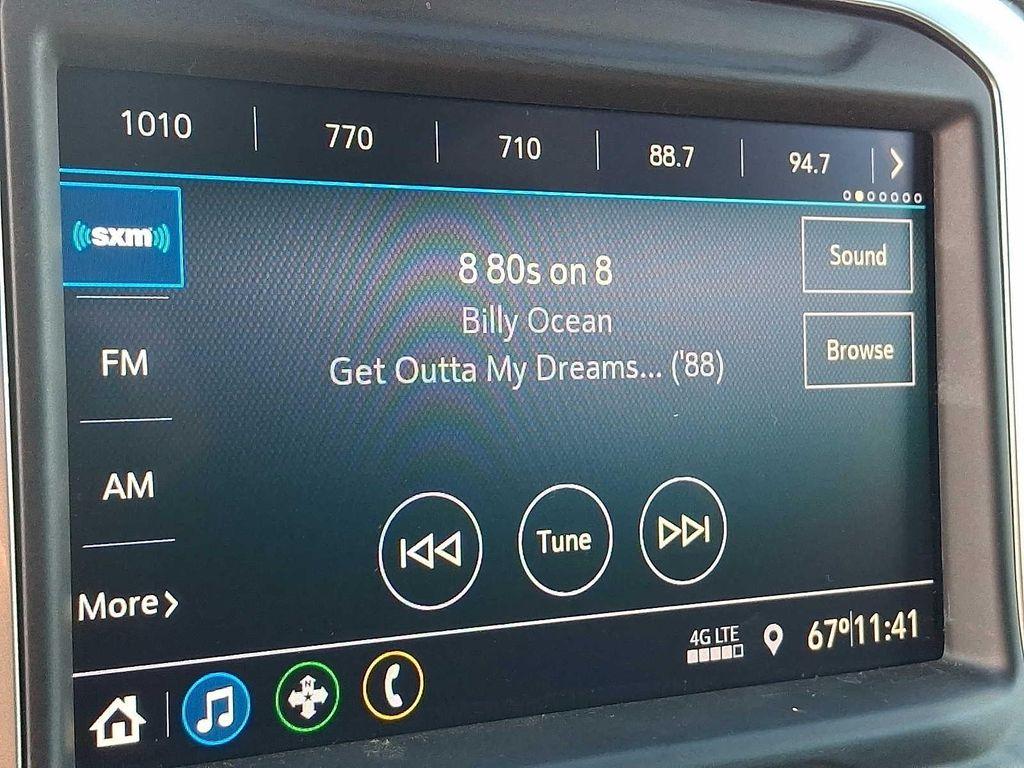 1010 770 710 88.7 94.7
sxm
8 80s on 8
Sound
Billy Ocean
Browse
Get Outta My Dreams... ('88)
FM
AM
Tune
More
4G LTE
67° 11:41
N